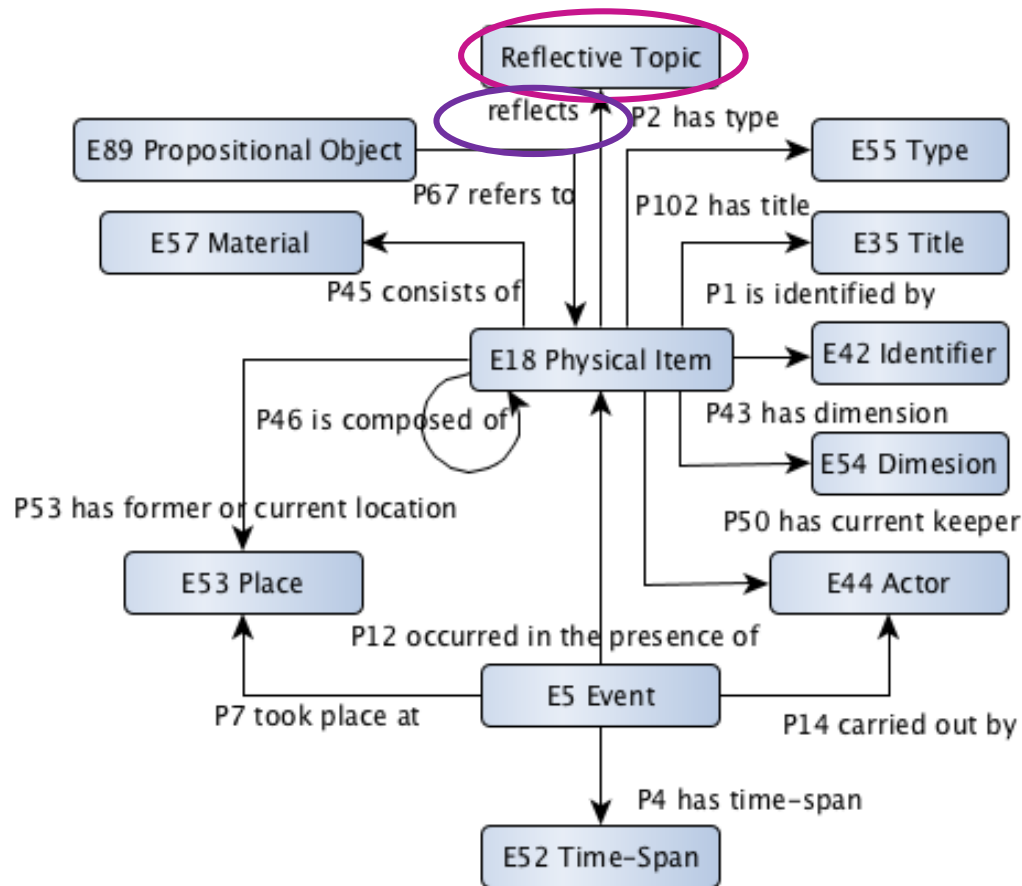 Reflective Topic
reflects
P2 has type
E89 Propositional Object
E55 Type
P67 refers to
P102 has title
E57 Material
E35 Title
P45 consists of
P1 is identified by
E18 Physical Item
E42 Identifier
P46 is composed of
P43 has dimension
E54 Dimesion
P53 has former or current location
P50 has current keeper
E53 Place
E44 Actor
P12 occurred in the presence of
E5 Event
P7 took place at
P14 carried out by
P4 has time-span
E52 Time-Span